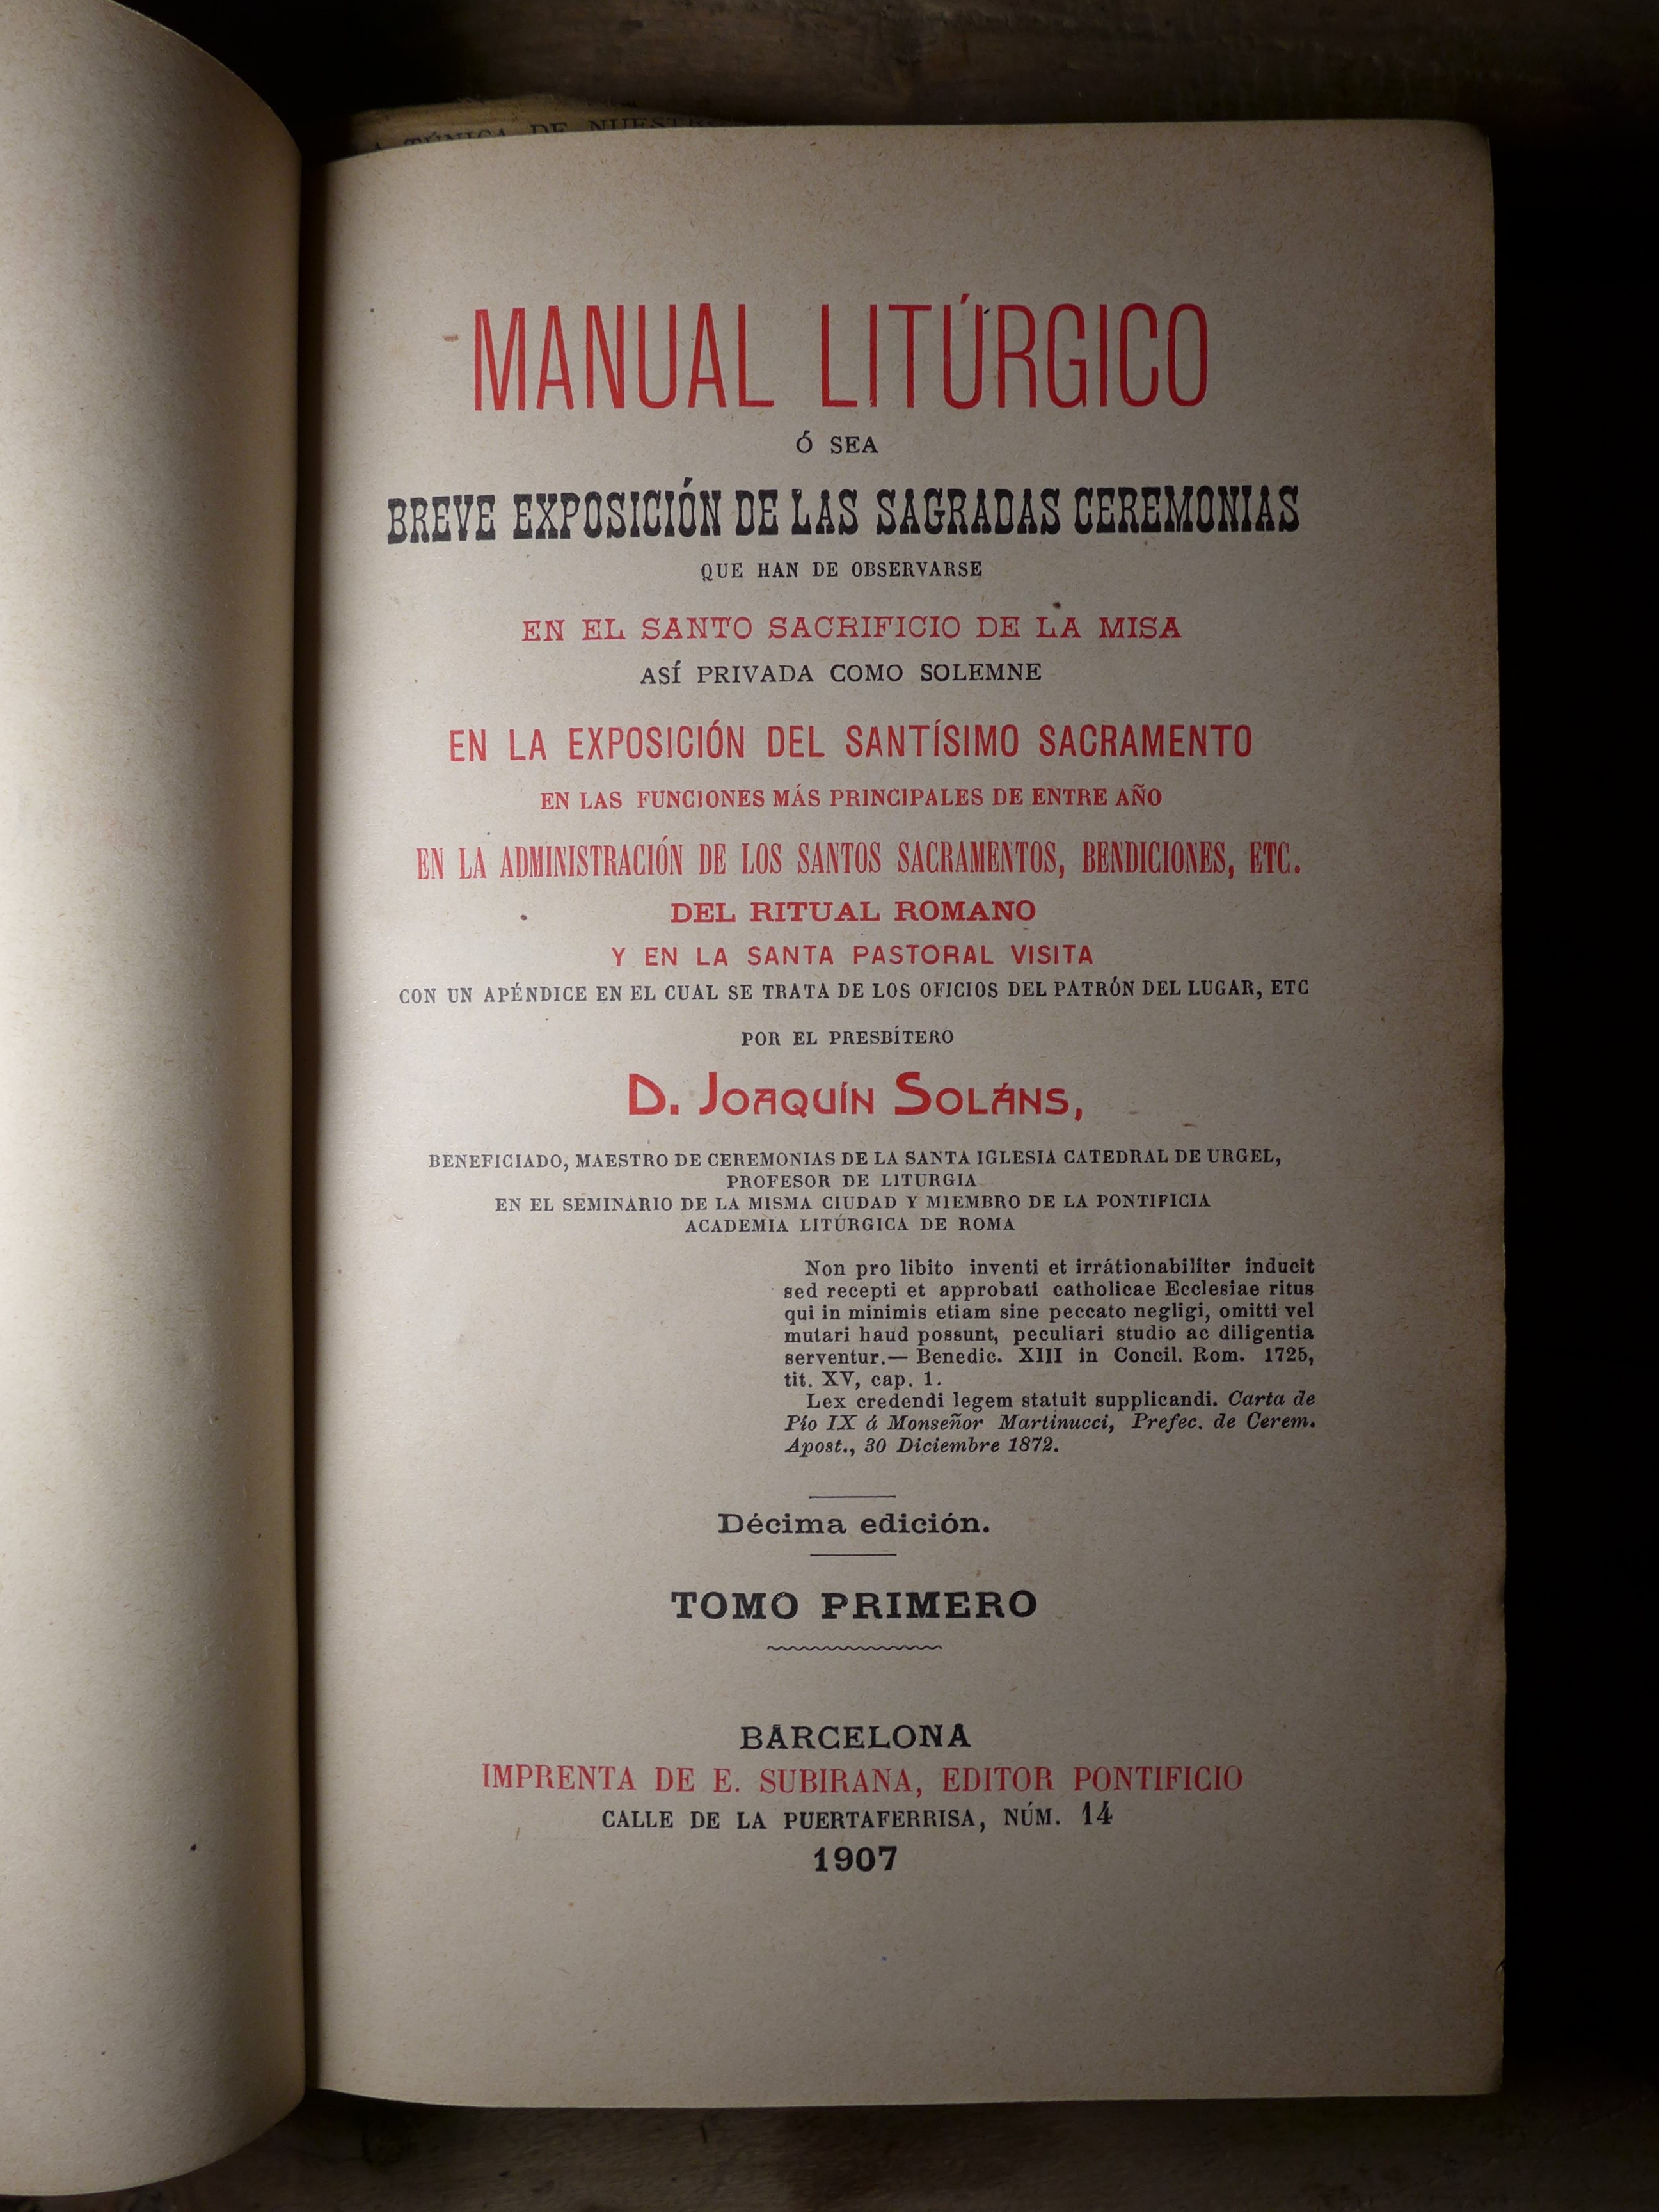 TÚNICA DE
MANUAL LITÚRGICO
Ó SEA
BREVE EXPOSICIÓN DE LAS SAGRADAS CEREMONIAS
QUE HAN DE OBSERVARSE
EN EL SANTO SACRIFICIO DE LA MISA
ASÍ PRIVADA COMO SOLEMNE
EN LA EXPOSICIÓN DEL SANTÍSIMO SACRAMENTO
EN LAS FUNCIONES MÁS PRINCIPALES DE ENTRE AÑO
EN LA ADMINISTRACIÓN DE LOS SANTOS SACRAMENTOS, BENDICIONES, ETC.
DEL RITUAL ROMANO
Y EN LA SANTA PASTORAL VISITA
CON UN APÉNDICE EN EL CUAL SE TRATA DE LOS OFICIOS DEL PATRÓN DEL LUGAR, ETC
POR EL PRESBÍTERO
D. JOAQUÍN SOLÁNS,
BENEFICIADO, MAESTRO DE CEREMONIAS DE LA SANTA IGLESIA CATEDRAL DE URGEL,
PROFESOR DE LITURGIA
EN EL SEMINARIO DE LA MISMA CIUDAD Y MIEMBRO DE LA PONTIFICIA
ACADEMIA LITÚRGICA DE ROMA
Non pro libito inventi et irrátionabiliter inducit
sed recepti et approbati catholicae Ecclesiae ritus
qui in minimis etiam sine peccato negligi, omitti vel
mutari haud possunt, peculiari studio ac diligentia
serventur.— Benedic. XIII in Concil. Rom. 1725,
tit. XV, cap. 1.
Lex credendi legem statuit supplicandi. Carta de
Pío IX á Monseñor Martinucci, Prefec. de Cerem.
Apost., 30 Diciembre 1872.
Décima edición.
TOMO PRIMERO
BARCELONA
IMPRENTA DE E. SUBIRANA, EDITOR PONTIFICIO
CALLE DE LA PUERTAFERRISA, NÚM. 14
1907